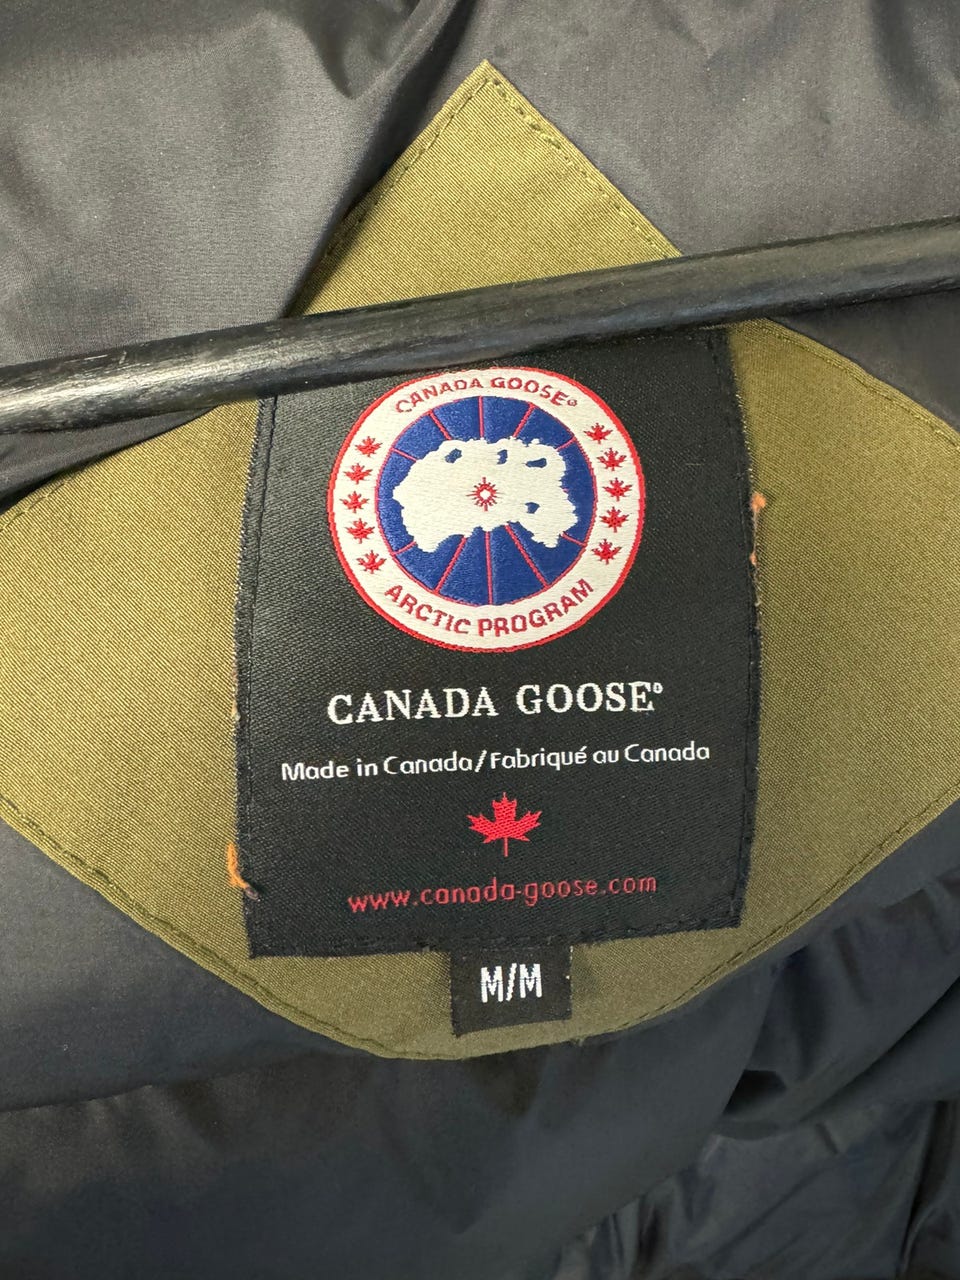 CANADA GOOSE®
ARCTIC PROGRAM
CANADA GOOSE®
Made in Canada/Fabriqué au Canada
www.canada-goose.com
M/M